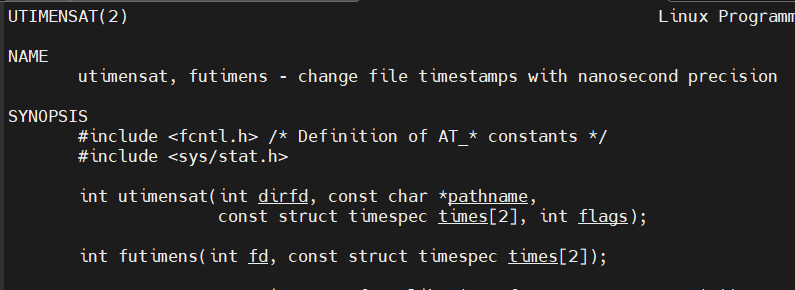 UTIMENSAT(2) Linux Programm
NAME
utimensat, futimens - change file timestamps with nanosecond precision
SYNOPSIS
#include <fcntl.h> /* Definition of AT_* constants */
#include <sys/stat.h>
int utimensat(int dirfd, const char *pathname,
const struct timespec times[2], int flags);
int futimens(int fd, const struct timespec times[2]);